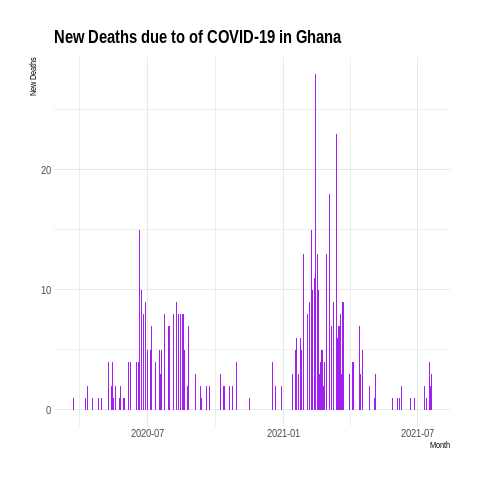 New Deaths due to of COVID-19 in Ghana
New Deaths
20
10
0
2020-07
2021-01
2021-07
Month